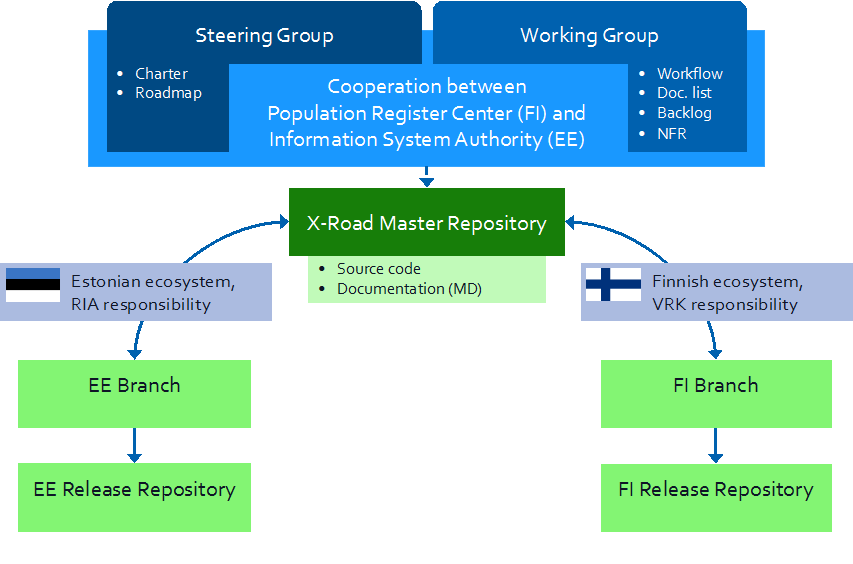 Steering Group
Working Group
• Charter
• Roadmap
Cooperation between
Population Register Center (FI) and
Information System Authority (EE)
• Workflow
• Doc. list
• Backlog
• NFR
X-Road Master Repository
• Source code
• Documentation (MD)
Estonian ecosystem,
RIA responsibility
Finnish ecosystem,
VRK responsibility
EE Branch
FI Branch
EE Release Repository
FI Release Repository